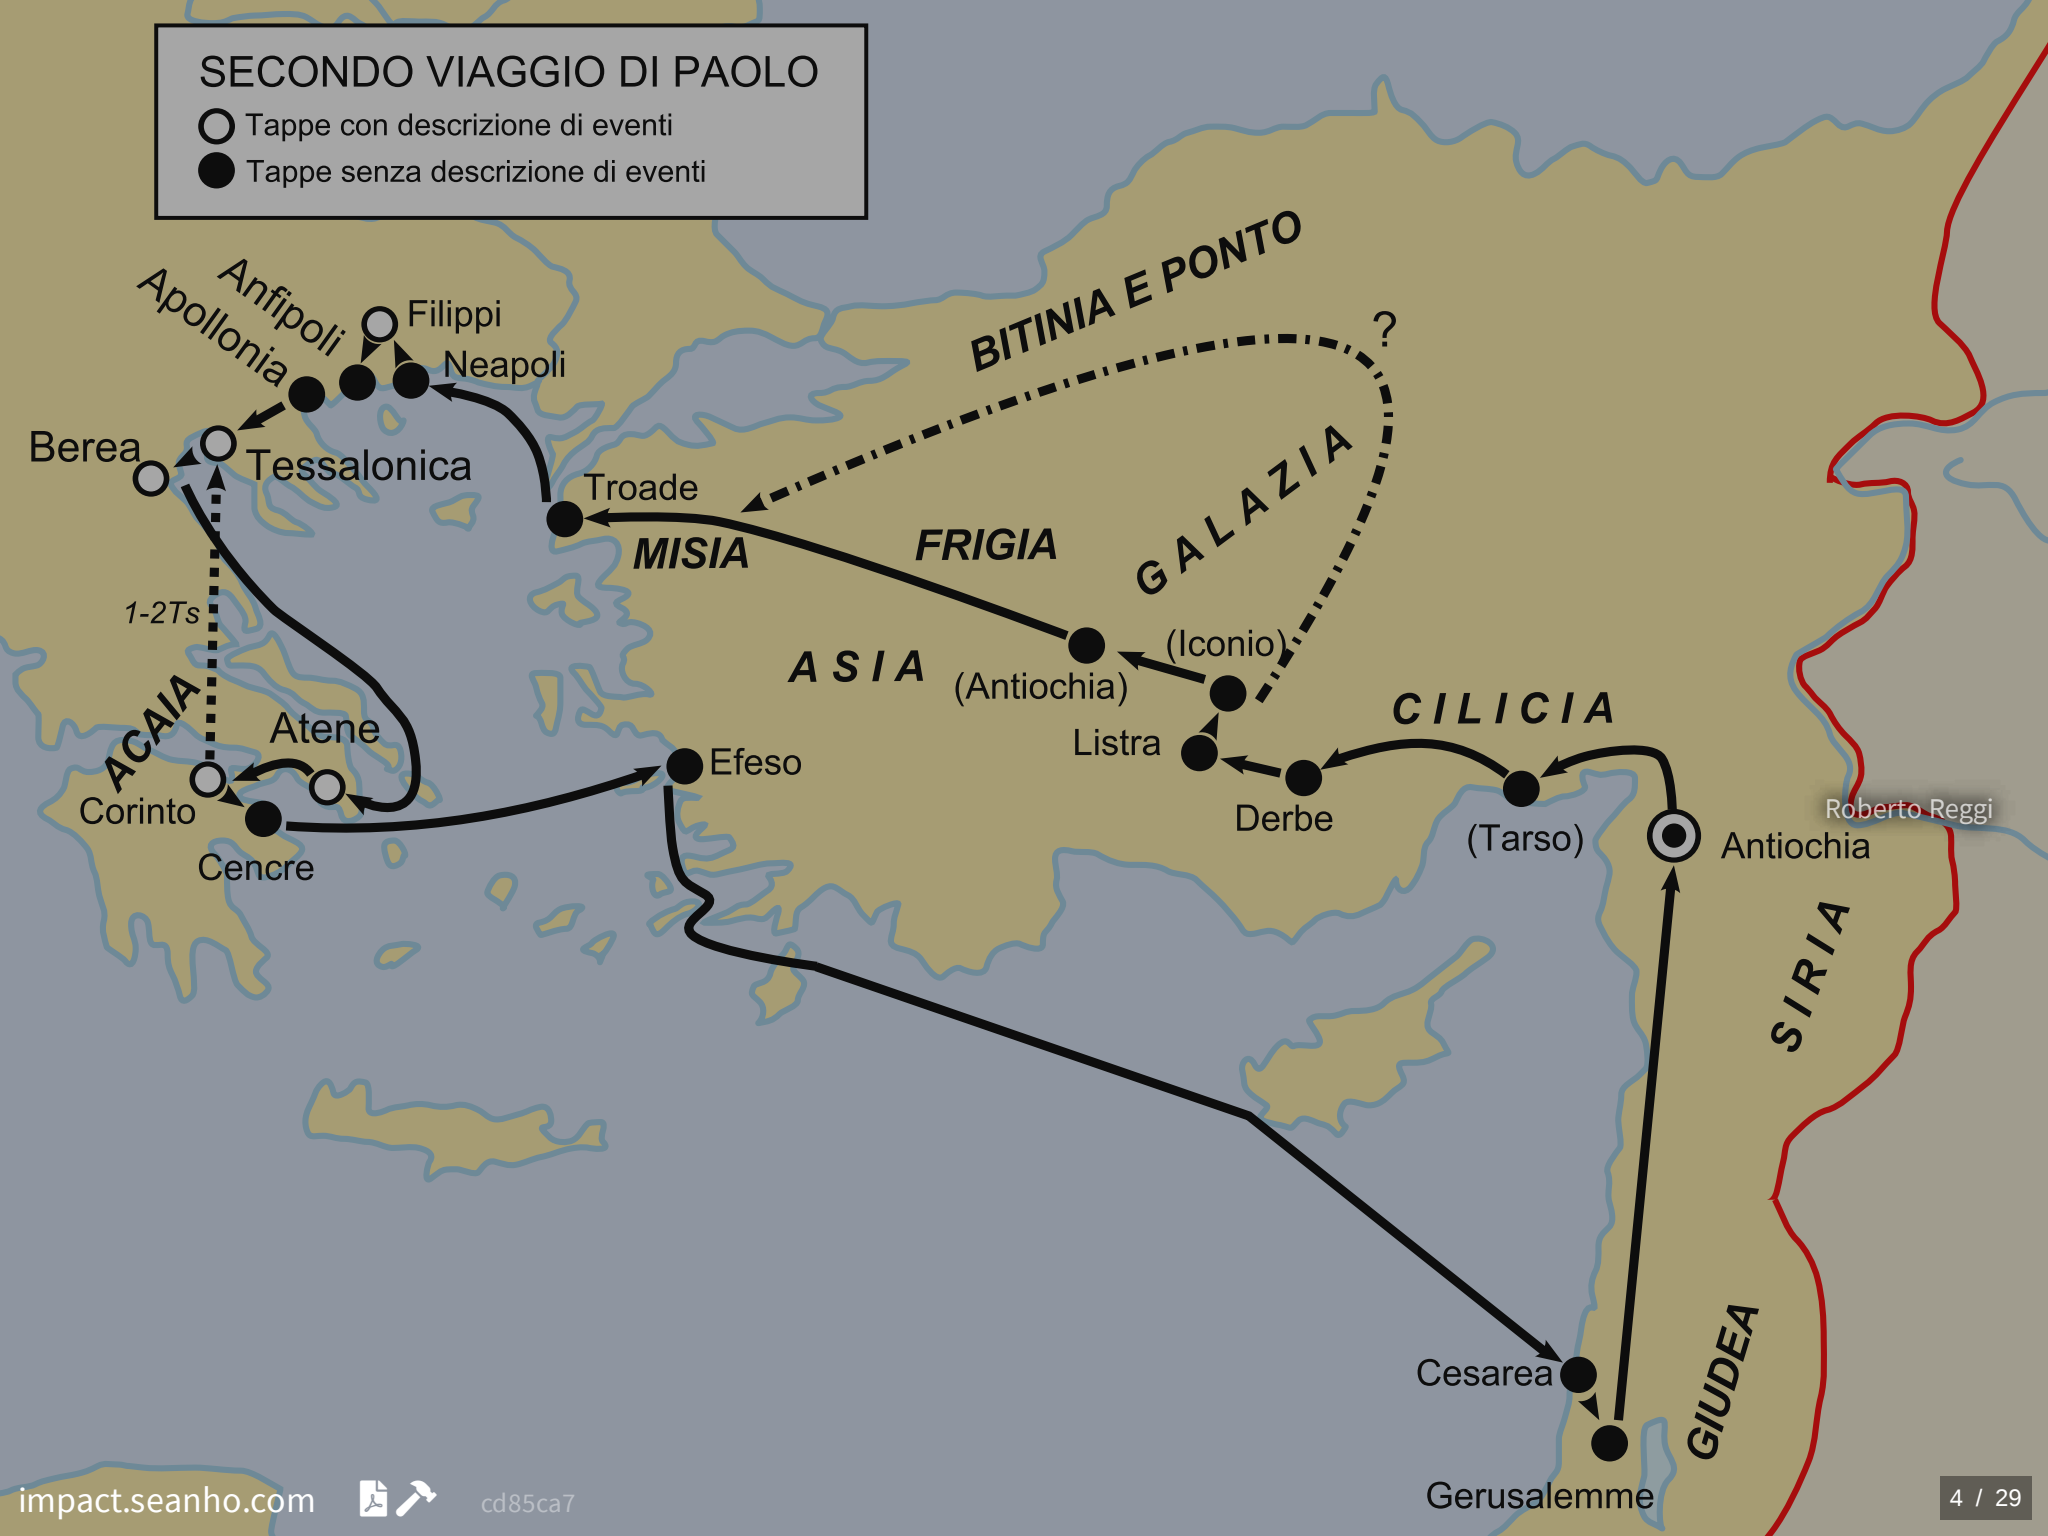 SECONDO VIAGGIO DI PAOLO
Tappe con descrizione di eventi
Tappe senza descrizione di eventi
BITINIA E PONTO
Anfipoli
Apollonia
Filippi
?
Neapoli
Berea
Tessalonica
GALAZIA
Troade
MISIA
FRIGIA
1-2Ts
ASIA
(Iconio)
(Antiochia)
CILICIA
ACAIA
Atene
Listra
Efeso
Corinto
Derbe
(Tarso)
Roberto Reggi
Antiochia
Cencre
SIRIA
Cesarea
GIUDEA
Gerusalemme
impact.seanho.com
cd85ca7
4 / 29